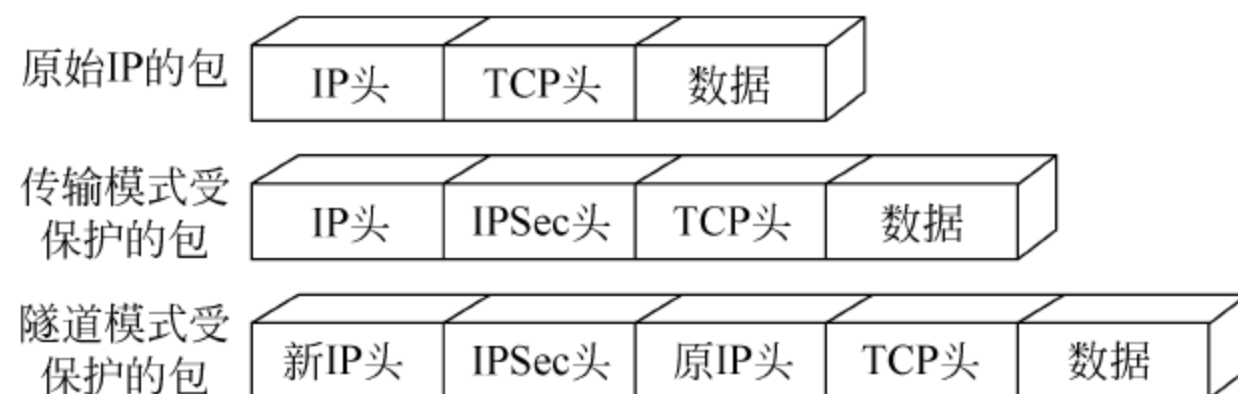 原始IP的包
IP头 TCP头 数据
传输模式受
保护的包
IP头 IPSec头 TCP头 数据
隧道模式受
保护的包
新IP头 IPSec头 原IP头 TCP头 数据